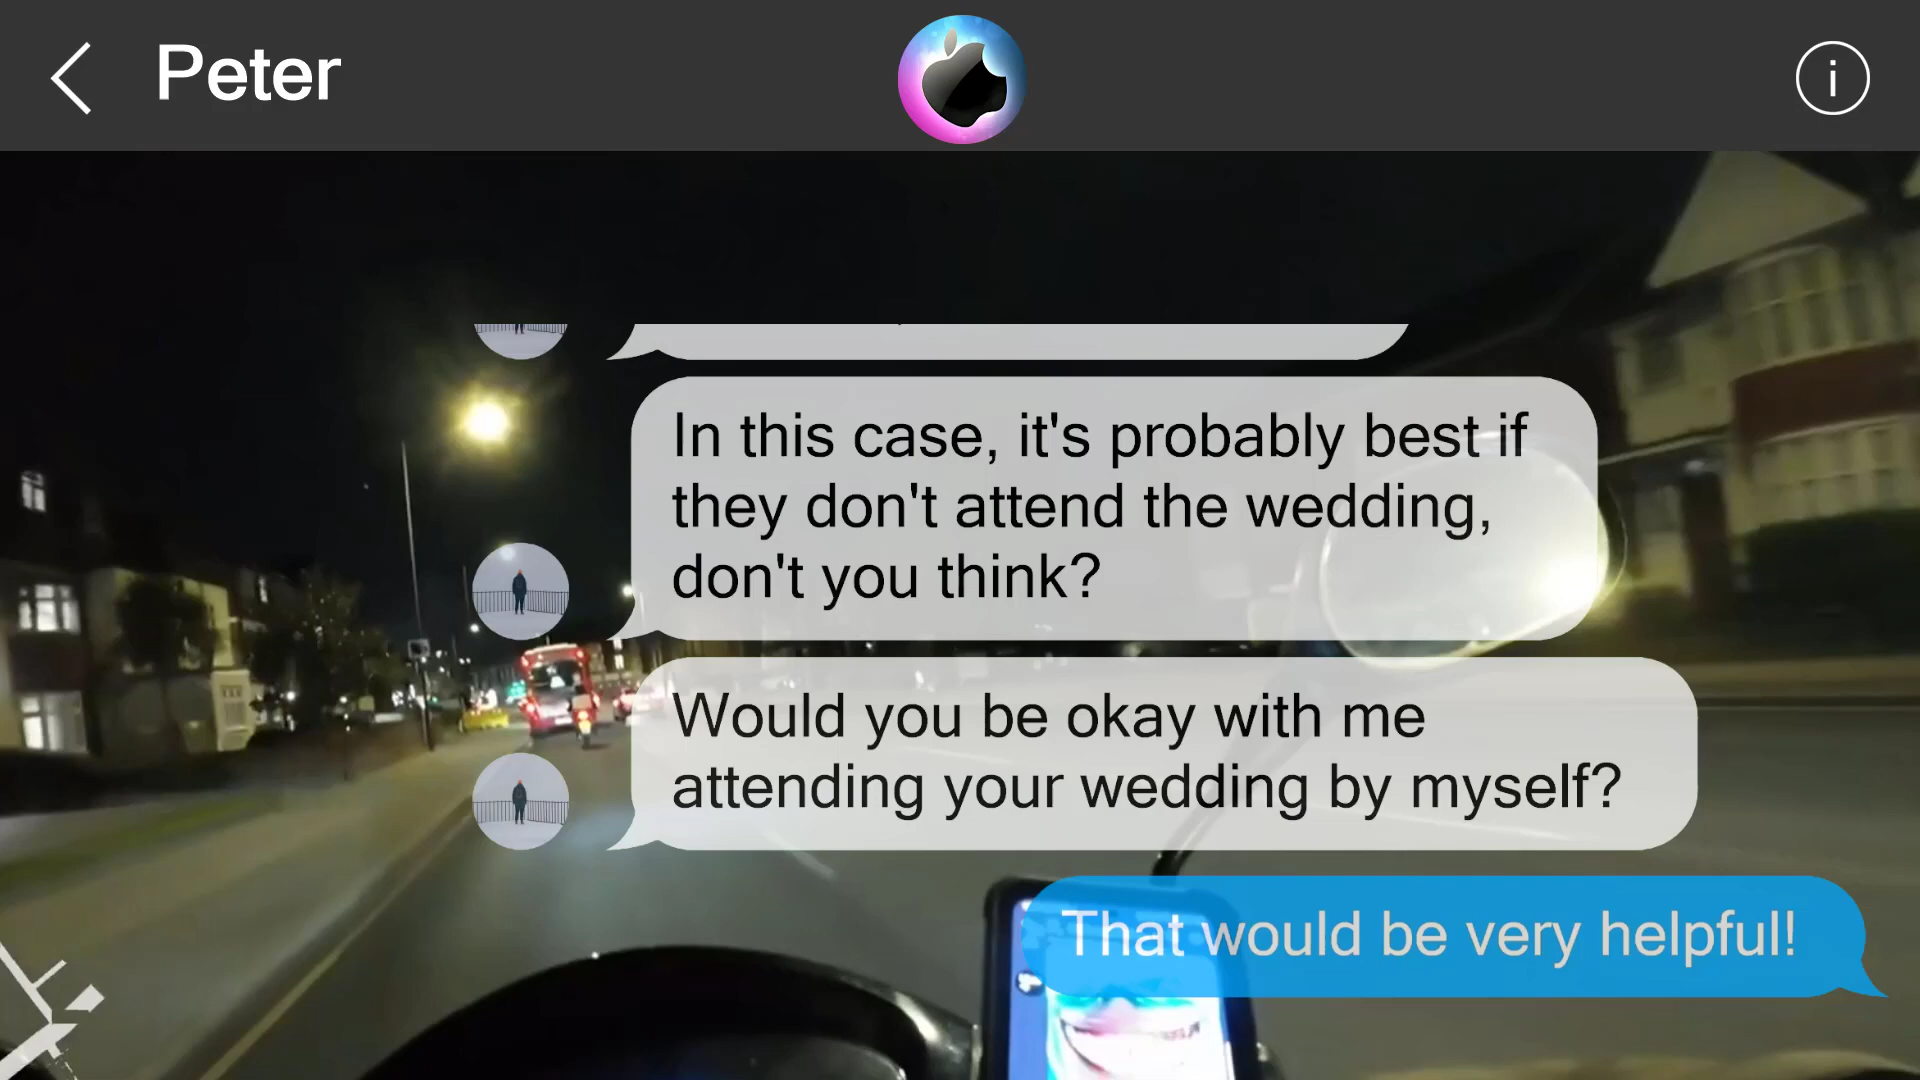 Peter
In this case, it's probably best if
they don't attend the wedding,
don't you think?
Would you be okay with me
attending your wedding by myself?
That would be very helpful!